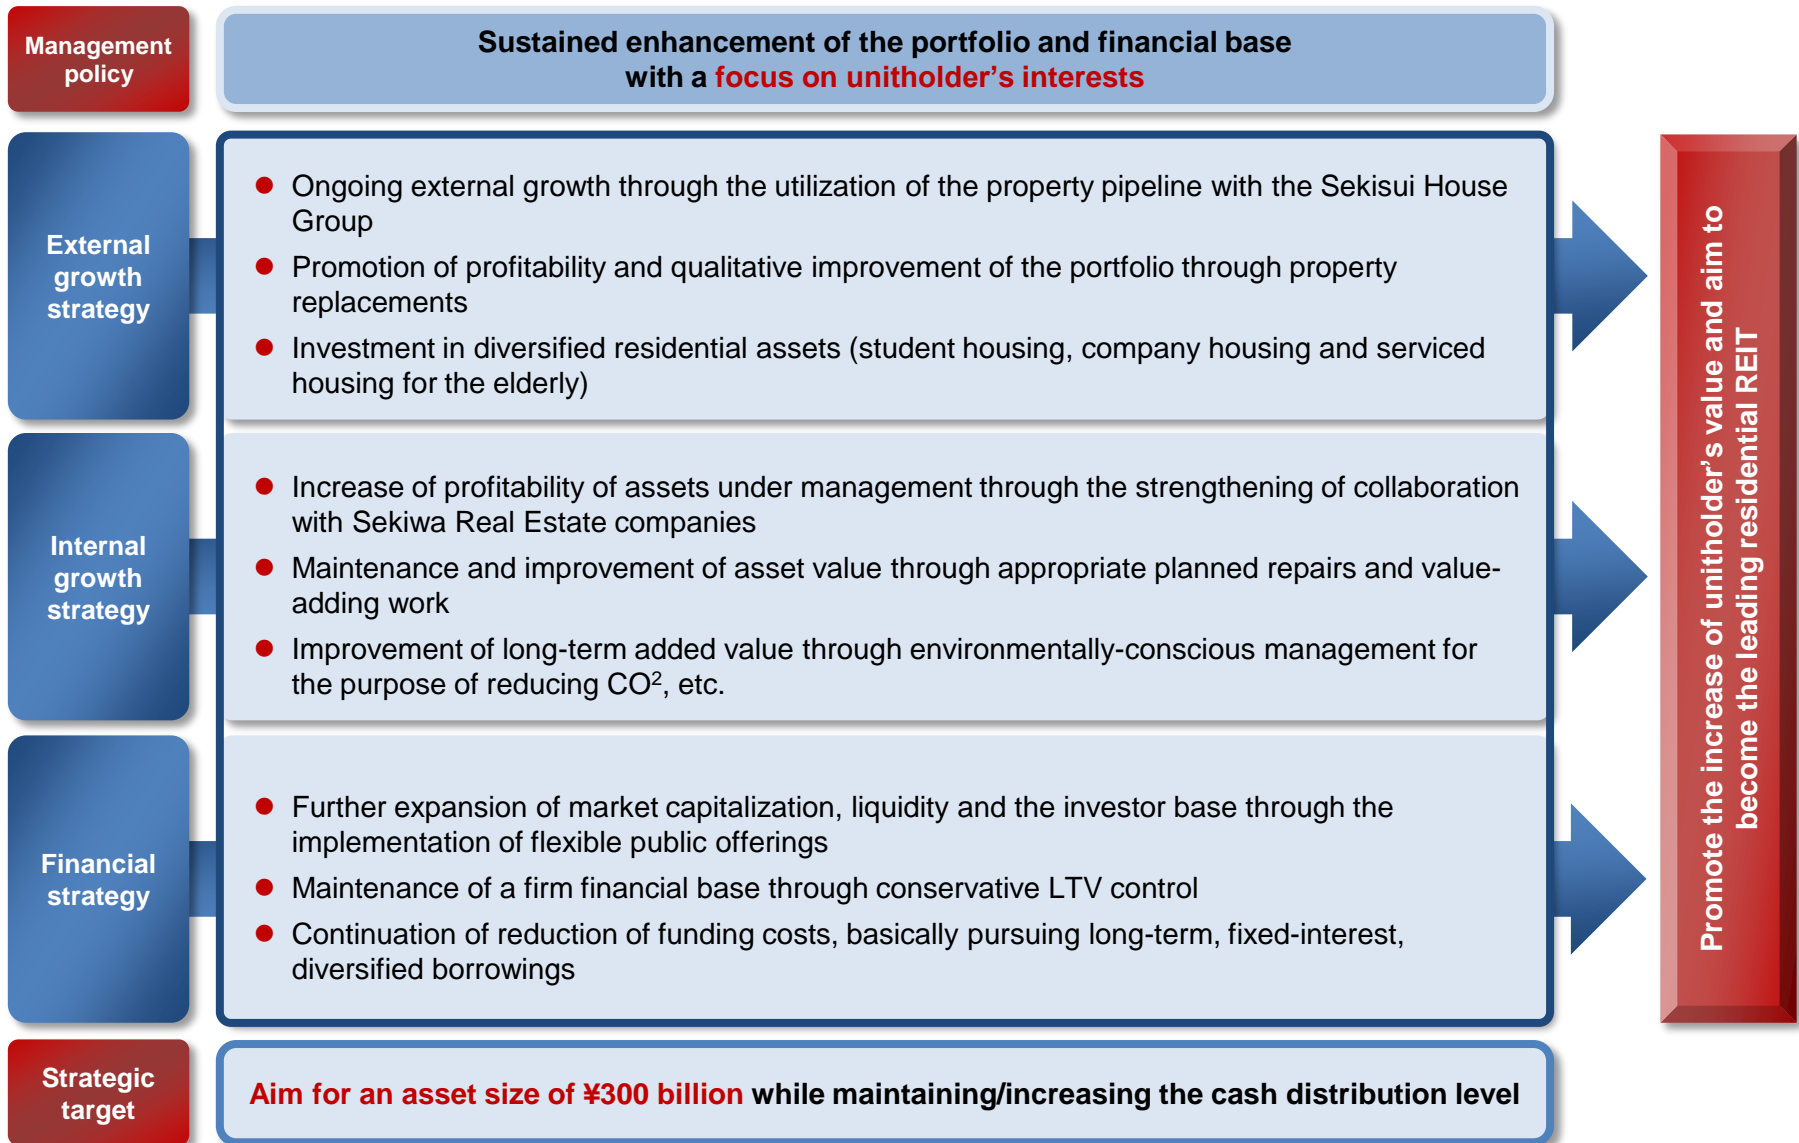 Management
policy
Sustained enhancement of the portfolio and financial base
with a focus on unitholder's interests
External
growth
strategy
● Ongoing external growth through the utilization of the property pipeline with the Sekisui House
Group
● Promotion of profitability and qualitative improvement of the portfolio through property
replacements
● Investment in diversified residential assets (student housing, company housing and serviced
housing for the elderly)
Internal
growth
strategy
● Increase of profitability of assets under management through the strengthening of collaboration
with Sekiwa Real Estate companies
● Maintenance and improvement of asset value through appropriate planned repairs and value-
adding work
● Improvement of long-term added value through environmentally-conscious management for
the purpose of reducing CO², etc.
Financial
strategy
● Further expansion of market capitalization, liquidity and the investor base through the
implementation of flexible public offerings
● Maintenance of a firm financial base through conservative LTV control
● Continuation of reduction of funding costs, basically pursuing long-term, fixed-interest,
diversified borrowings
Promote the increase of unitholder's value and aim to
become the leading residential REIT
Strategic
target
Aim for an asset size of ¥300 billion while maintaining/increasing the cash distribution level